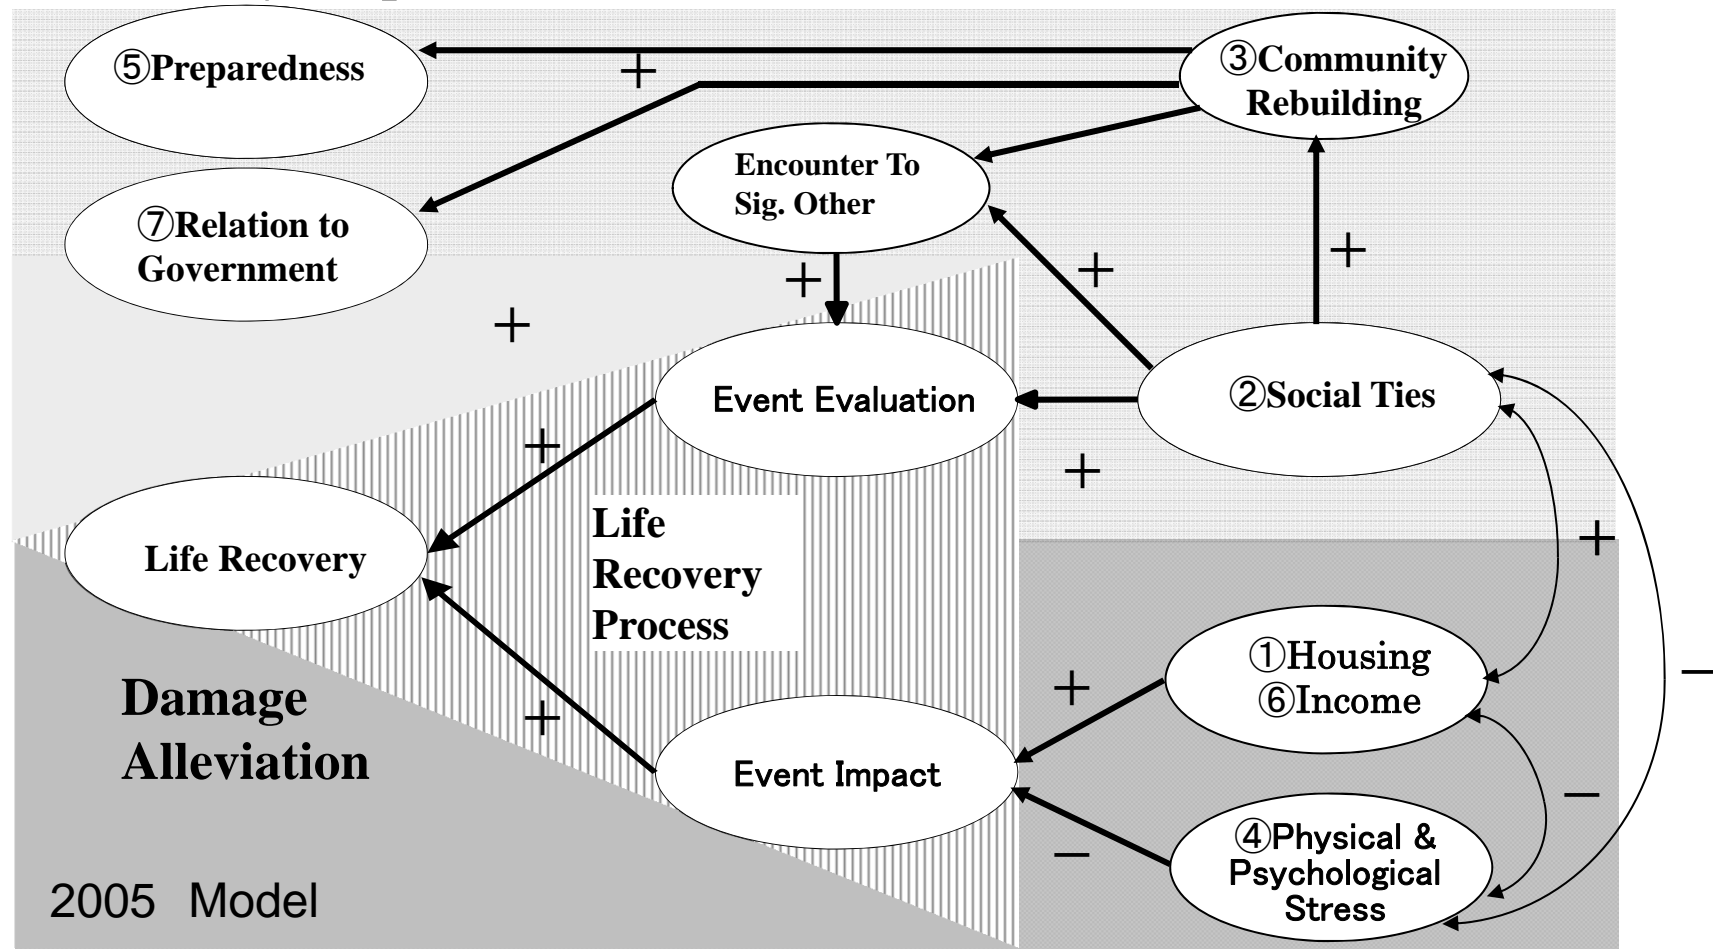 ⑤Preparedness
③Community
Rebuilding
+
Encounter To
Sig. Other
⑦Relation to
Government
+
+
+
+
Event Evaluation
②Social Ties
+
+
Life
Recovery
Process
Life Recovery
+
①Housing
⑥Income
−
+
+
Damage
Alleviation
Event Impact
−
④Physical &
Psychological
Stress
−
2005 Model